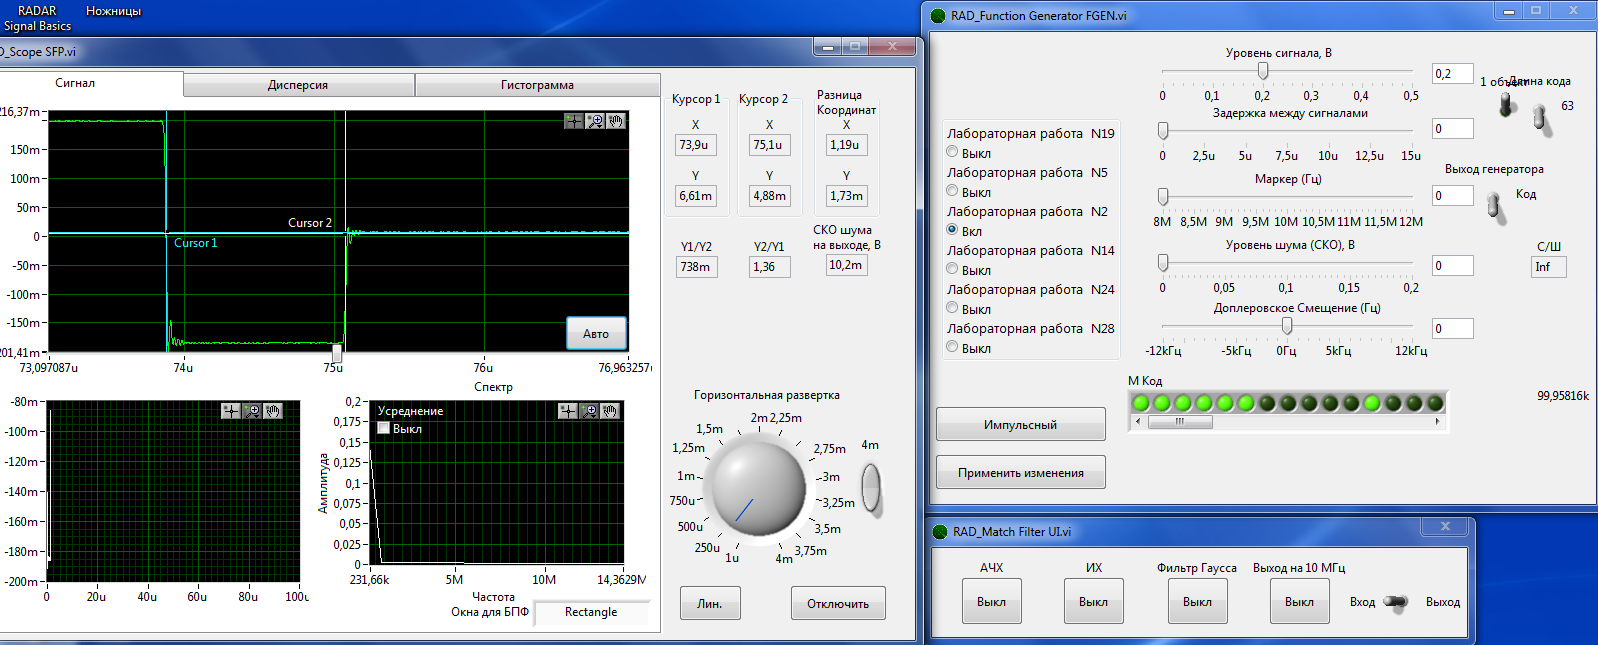 RADAR
Signal Basics
Ножницы
D_Scope SFP.vi
Сигнал
Дисперсия
Гистограмма
216,37m
150m
100m
50m
0
-50m
-100m
-150m
201,41m
73,097087u
74u
75u
76u
76,963257u
Cursor 2
Cursor 1
Авто
Курсор 1
X
73,9u
Y
6,61m
Курсор 2
X
75,1u
Y
4,88m
Разница
Координат
X
1,19u
Y
1,73m
Y1/Y2
738m
Y2/Y1
1,36
СКО шума
на выходе, В
10,2m
-80m
-100m
-120m
-140m
-160m
-180m
-200m
0
20u
40u
60u
80u
100u
Спектр
Усреднение
Выкл
Амплитуда
0,2
0,175
0,15
0,125
0,1
0,075
0,05
0,025
0
231,66k
5M
10M
14,3629M
Частота
Окна для БПФ
Rectangle
Горизонтальная развертка
1u
250u
500u
750u
1m
1,25m
1,5m
2m
2,25m
2,75m
3m
3,25m
3,5m
3,75m
4m
4m
Лин.
Отключить
RAD_Function Generator FGEN.vi
Лабораторная работа N19
Выкл
Лабораторная работа N5
Выкл
Лабораторная работа N2
Вкл
Лабораторная работа N14
Выкл
Лабораторная работа N24
Выкл
Лабораторная работа N28
Выкл
Импульсный
Применить изменения
Уровень сигнала, В
0 0,1 0,2 0,3 0,4 0,5
0,2
Задержка между сигналами
0 2,5u 5u 7,5u 10u 12,5u 15u
0
Маркер (Гц)
8M 8,5M 9M 9,5M 10M 10,5M 11M 11,5M 12M
0
Уровень шума (СКО), В
0 0,05 0,1 0,15 0,2
0
Доплеровское Смещение (Гц)
-12кГц -5кГц 0Гц 5кГц 12кГц
0
1 объект
Длина кода
63
Выход генератора
Код
С/Ш
Inf
М Код
99,95816k
RAD_Match Filter UI.vi
АЧХ
Выкл
ИХ
Выкл
Фильтр Гаусса
Выкл
Выход на 10 МГц
Выкл
Вход
Выход